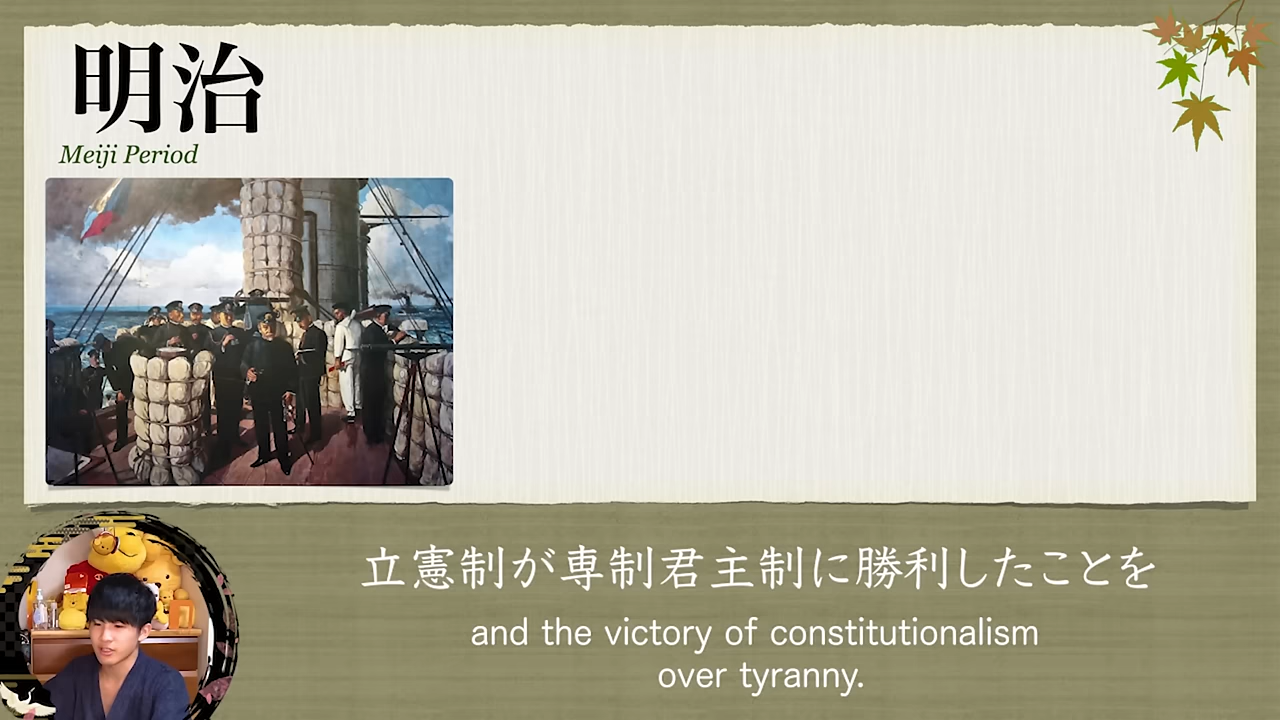 明治
Meiji Period
立憲制が専制君主制に勝利したことを
and the victory of constitutionalism
over tyranny.